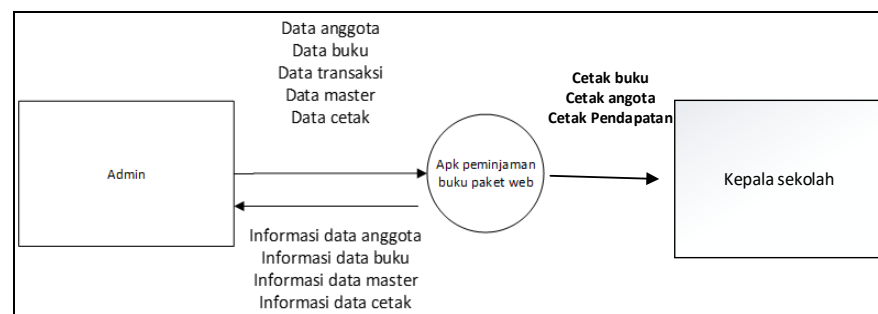 Data anggota
Data buku
Data transaksi
Data master
Data cetak
Cetak buku
Cetak angota
Cetak Pendapatan
Admin
Apk peminjaman
buku paket web
Kepala sekolah
Informasi data anggota
Informasi data buku
Informasi data master
Informasi data cetak